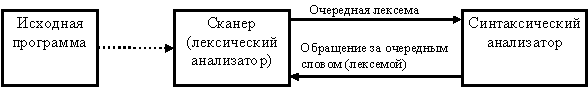 Исходная
программа
Сканер
(лексический
анализатор)
Очередная лексема
Обращение за очередным
словом (лексемой)
Синтаксический
анализатор